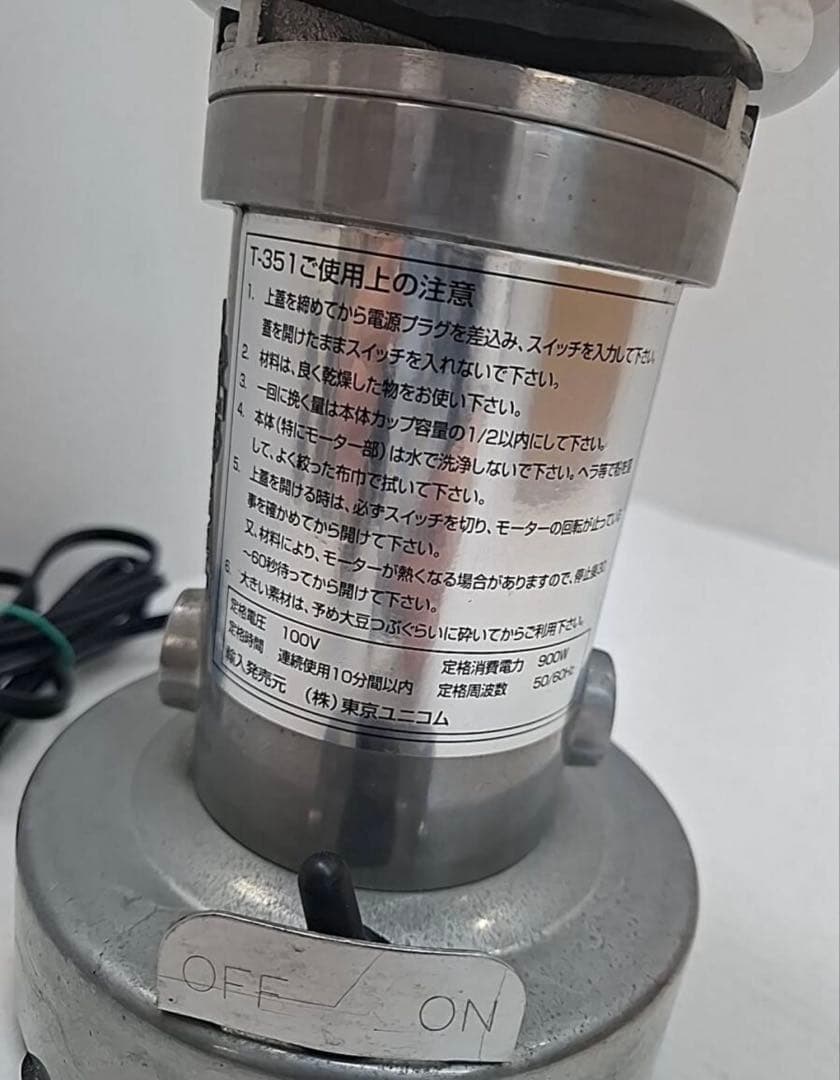 T-351ご使用上の注意
1. 上蓋を締めてから電源プラグを差込み、スイッチを入力して下さい。
蓋を開けたままスイッチを入れないで下さい。
2. 材料は、良く乾燥した物をお使い下さい。
3. 一回に挽く量は本体カップ容量の1/2以内にして下さい。
4. 本体(特にモーター部)は水で洗浄しないで下さい。ヘラ等で粉を
して、よく絞った布巾で拭いて下さい。
5. 上蓋を開ける時は、必ずスイッチを切り、モーターの回転が止っている
事を確かめてから開けて下さい。
又、材料により、モーターが熱くなる場合がありますので、停止後30
〜60秒待ってから開けて下さい。
6. 大きい素材は、予め大豆つぶぐらいに砕いてからご利用下さい。
定格電圧 100V 定格消費電力 900W
定格時間 連続使用10分間以内 定格周波数 50/60Hz
輸入発売元 (株)東京ユニコム
OFF ON